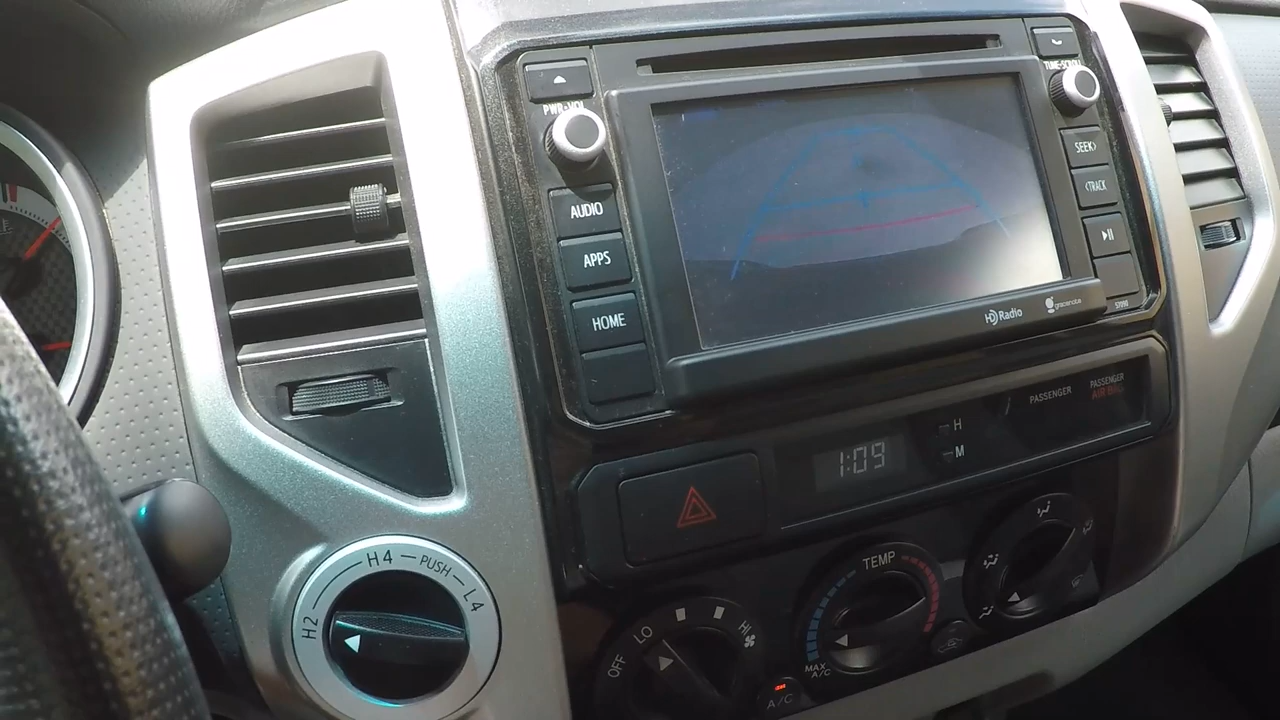 PWR•VOL
AUDIO
APPS
HOME
TUNE•SCROLL
SEEK>
<TRACK
HD Radio
gracenote
PASSENGER
PASSENGER
AIR BAG
1:09
H
M
H2
H4
PUSH
L4
OFF
LO
HI
TEMP
MAX
A/C
A/C